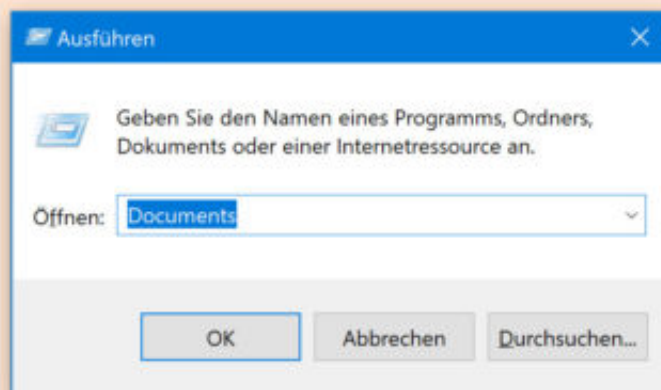 Ausführen
Geben Sie den Namen eines Programms, Ordners,
Dokuments oder einer Internetressource an.
Öffnen: Documents
OK Abbrechen Durchsuchen...